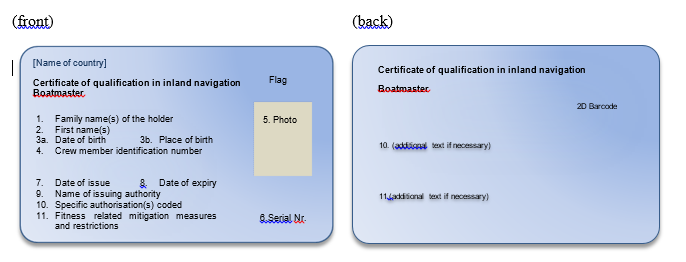 (front)
[Name of country]
Certificate of qualification in inland navigation
Boatmaster
Flag
1. Family name(s) of the holder
2. First name(s)
3a. Date of birth 3b. Place of birth
4. Crew member identification number
5. Photo
7. Date of issue 8. Date of expiry
9. Name of issuing authority
10. Specific authorisation(s) coded
11. Fitness related mitigation measures
and restrictions
6.Serial Nr.
(back)
Certificate of qualification in inland navigation
Boatmaster
2D Barcode
10. (additional text if necessary)
11.(additional text if necessary)